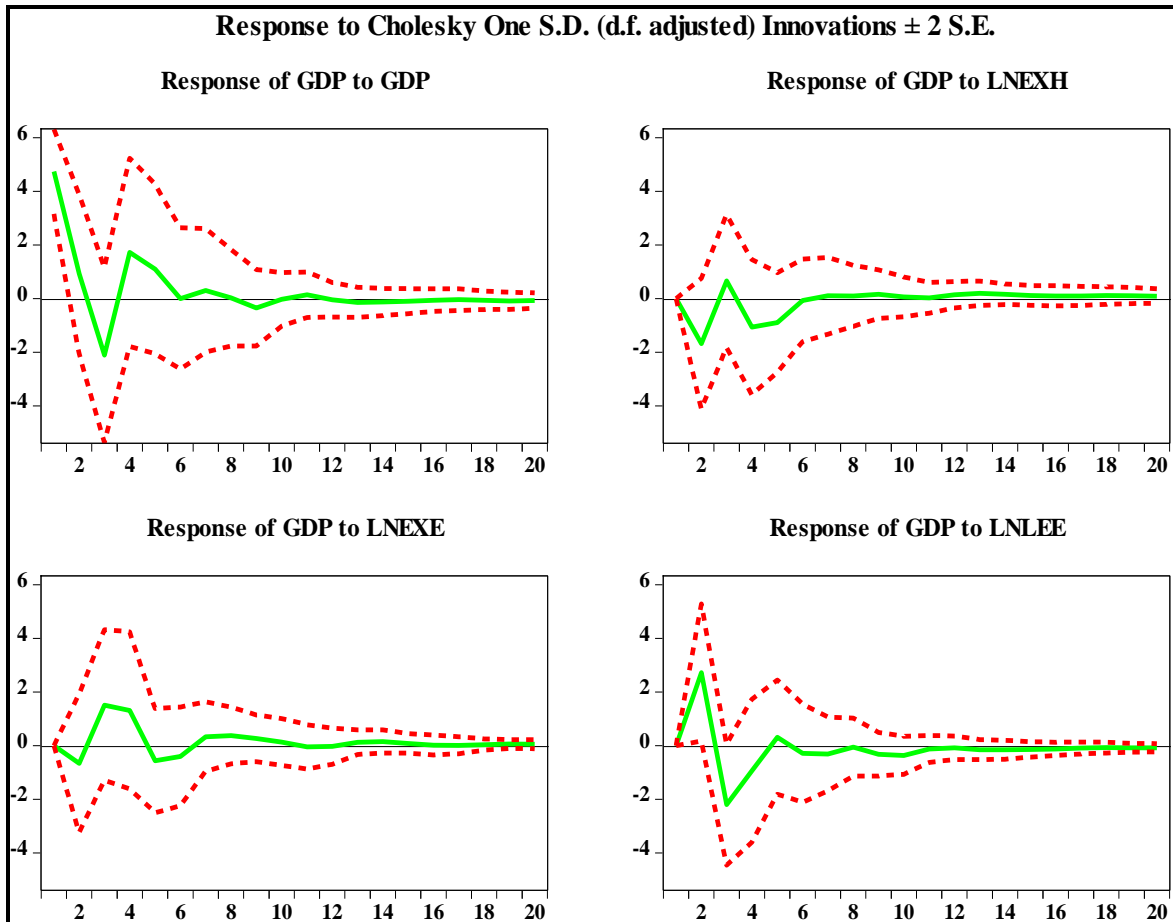 Response to Cholesky One S.D. (d.f. adjusted) Innovations ± 2 S.E.
Response of GDP to GDP
6
4
2
0
-2
-4
2 4 6 8 10 12 14 16 18 20
Response of GDP to LNEXH
6
4
2
0
-2
-4
2 4 6 8 10 12 14 16 18 20
Response of GDP to LNEXE
6
4
2
0
-2
-4
2 4 6 8 10 12 14 16 18 20
Response of GDP to LNLEE
6
4
2
0
-2
-4
2 4 6 8 10 12 14 16 18 20